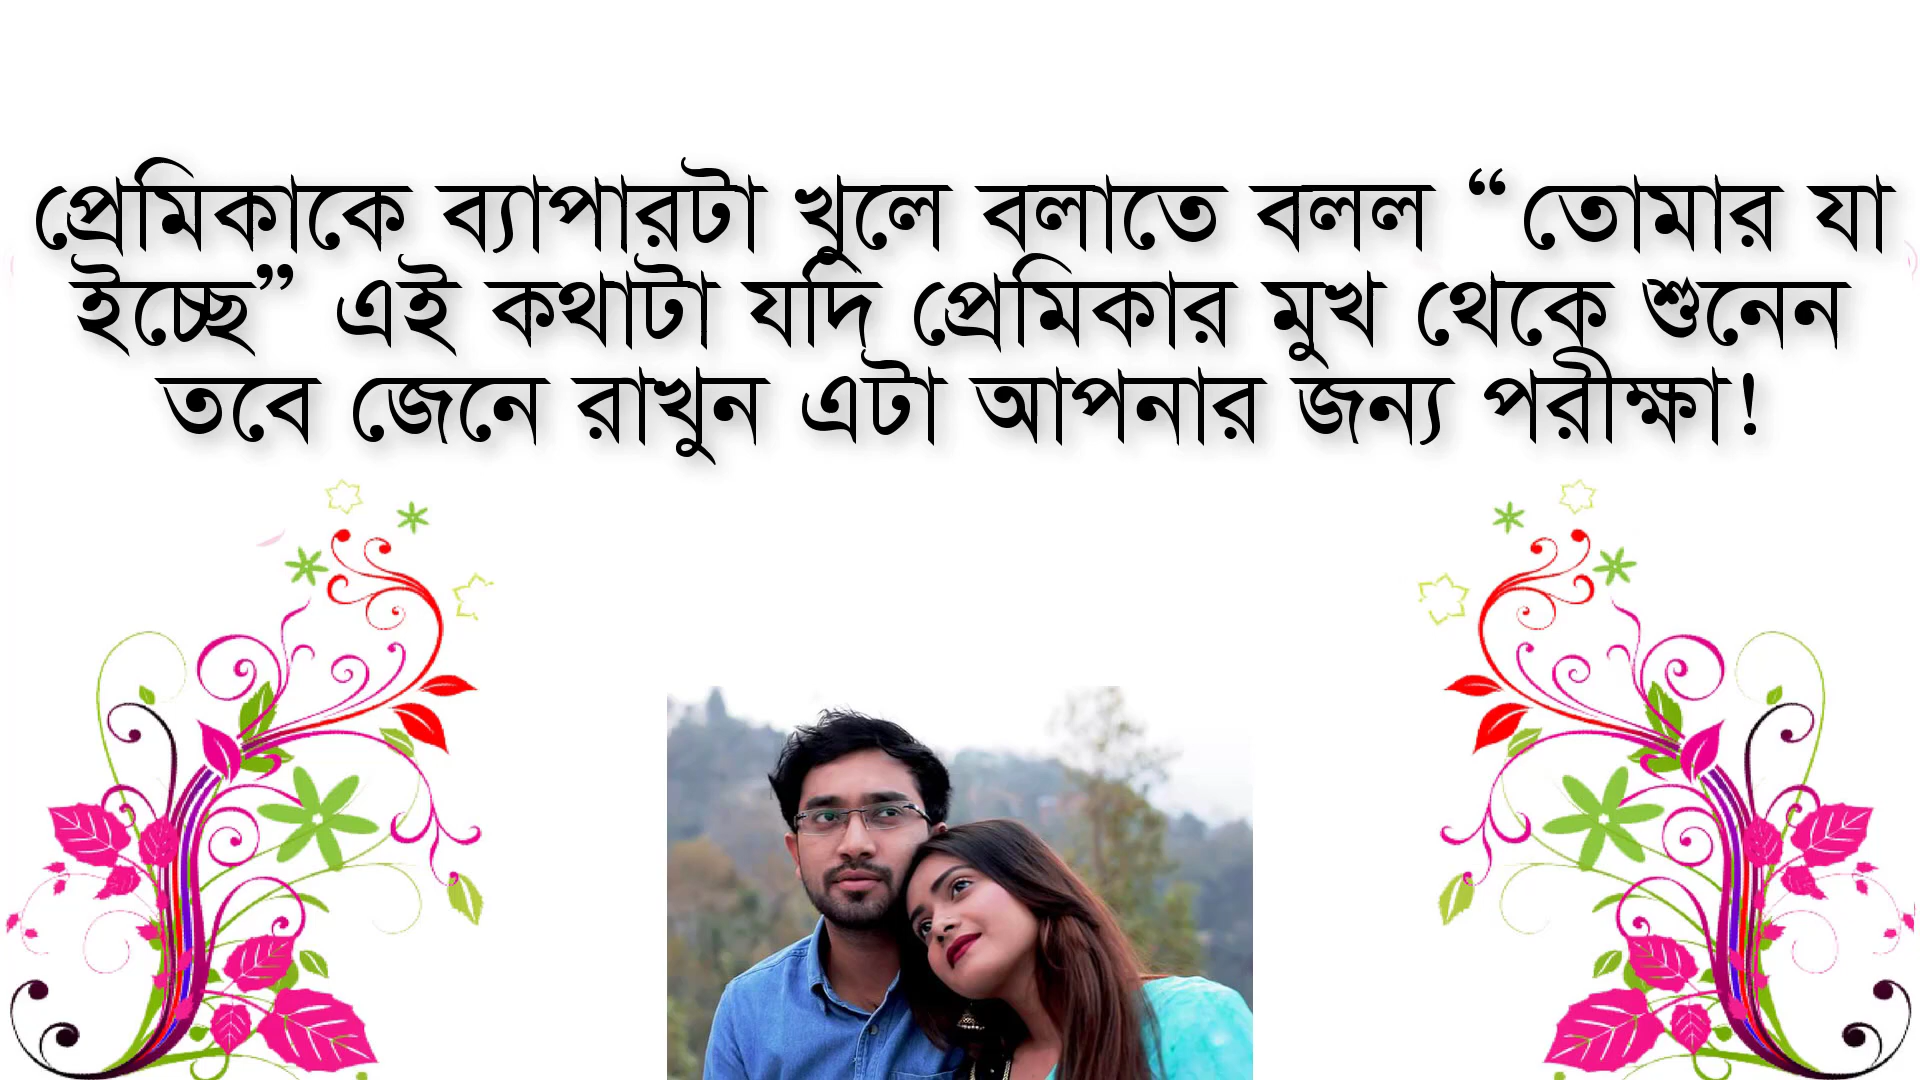 প্রেমিকাকে ব্যাপারটা খুলে বলাতে বলল “তোমার যা
ইচ্ছে” এই কথাটা যদি প্রেমিকার মুখ থেকে শুনেন
তবে জেনে রাখুন এটা আপনার জন্য পরীক্ষা!